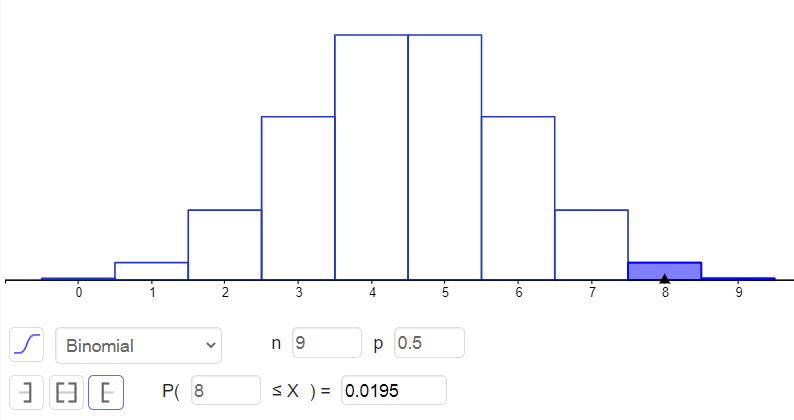 0 1 2 3 4 5 6 7 8 9
Binomial n 9 p 0.5
P( 8 ≤ X ) = 0.0195